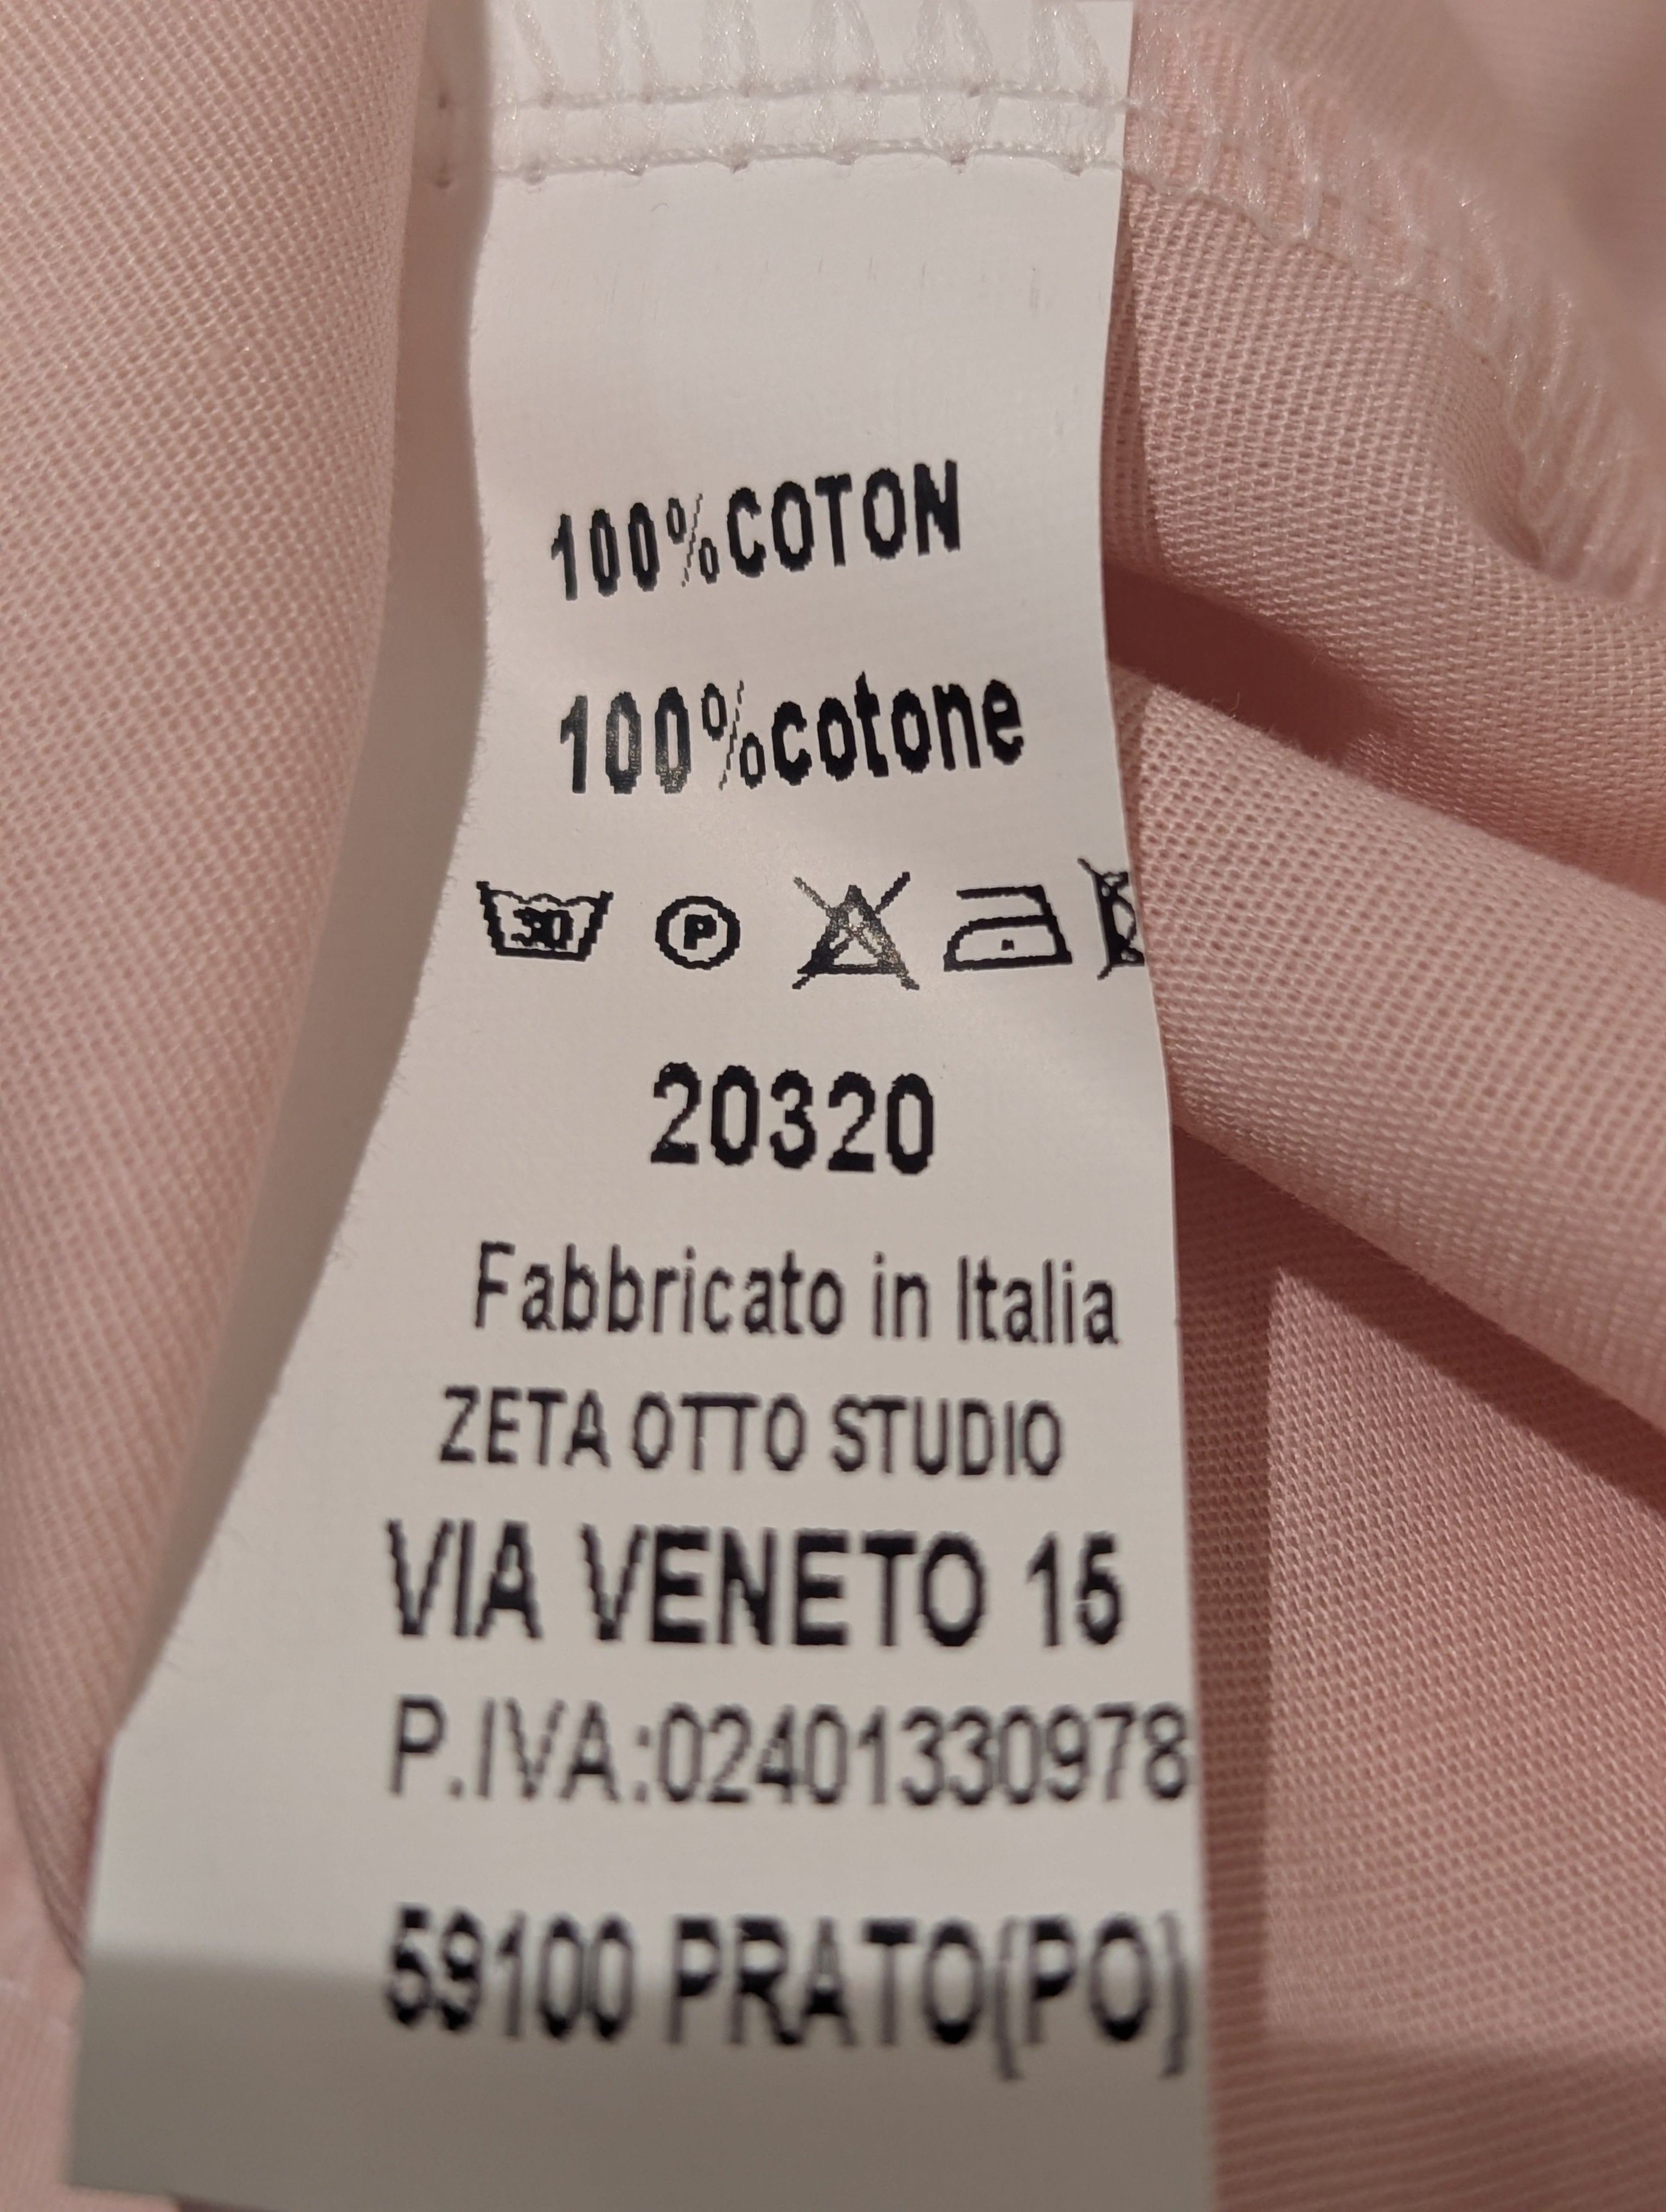 100%COTON
100%cotone
30 P
20320
Fabbricato in Italia
ZETA OTTO STUDIO
VIA VENETO 15
P.IVA:02401330978
59100 PRATO(PO)